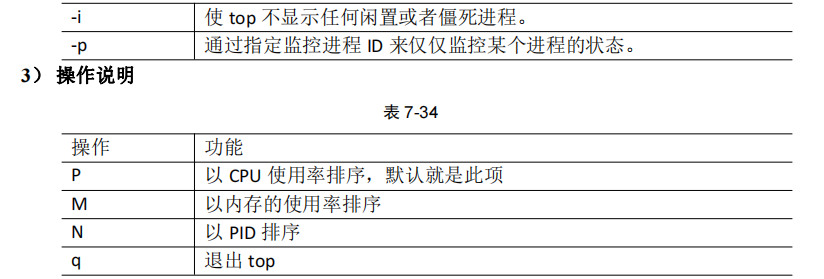 -i 使 top 不显示任何闲置或者僵死进程。
-p 通过指定监控进程 ID 来仅仅监控某个进程的状态。
3） 操作说明
表 7-34
操作 功能
P 以 CPU 使用率排序，默认就是此项
M 以内存的使用率排序
N 以 PID 排序
q 退出 top